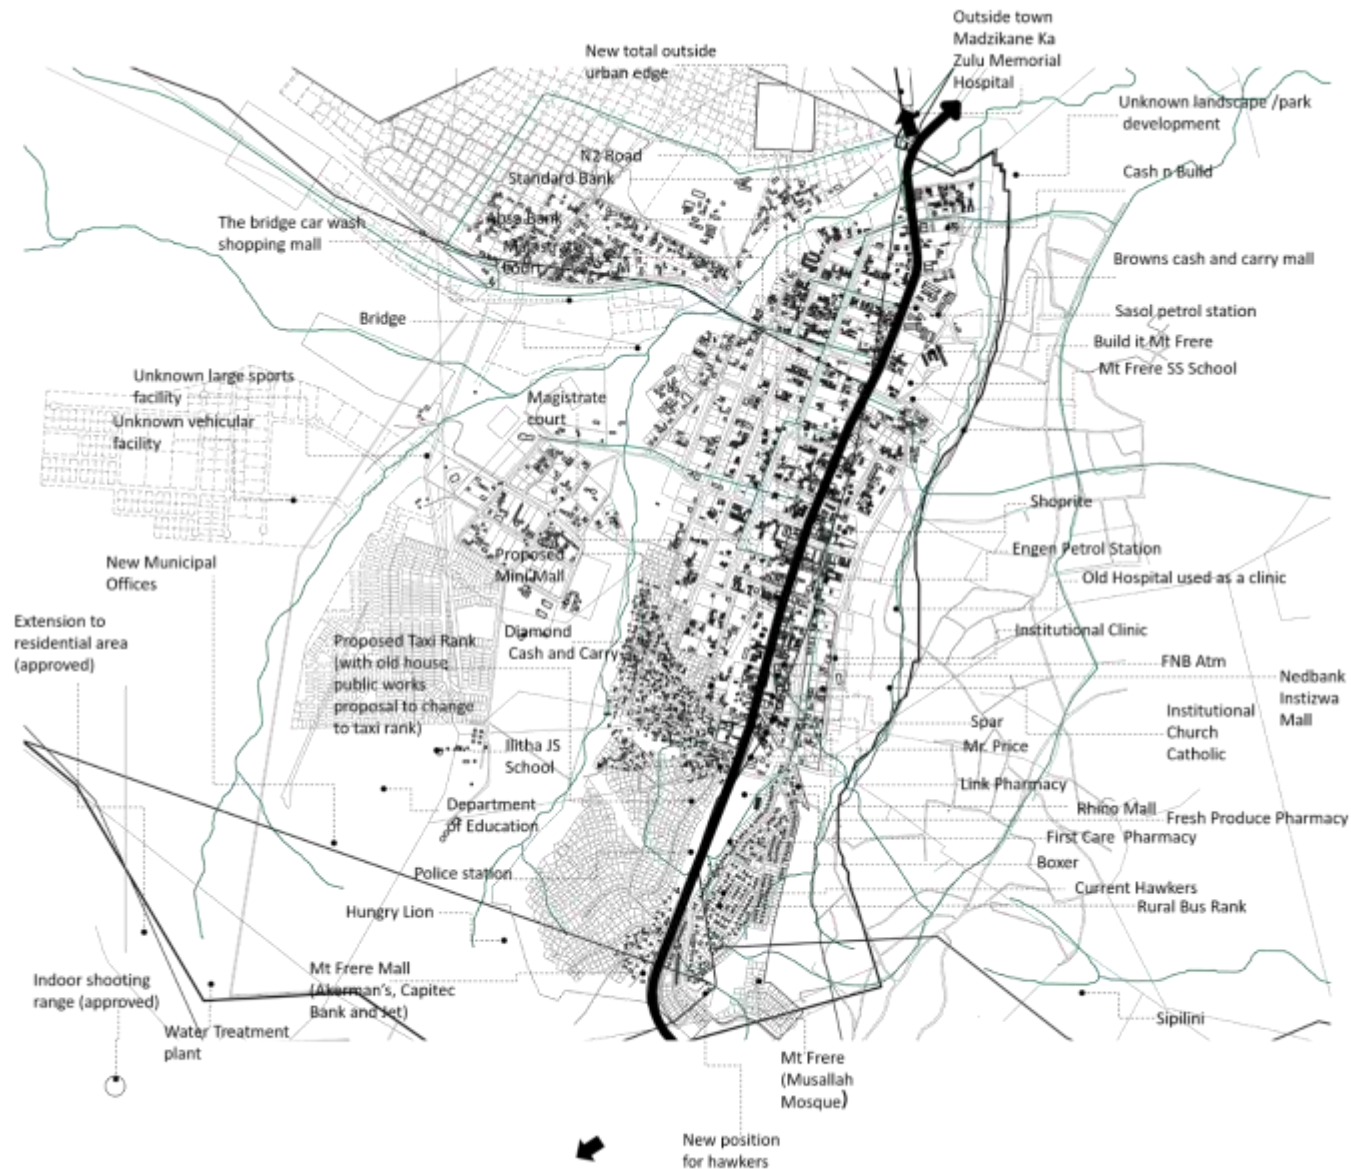 Outside town
Madzikane Ka
Zulu Memorial
Hospital
New total outside
urban edge
Unknown landscape /park
development
N2 Road
Standard Bank
Cash n Build
Absa Bank
The bridge car wash
shopping mall
Magistrate
Court
Browns cash and carry mall
Bridge
Sasol petrol station
Build it Mt Frere
Mt Frere SS School
Unknown large sports
facility
Unknown vehicular
facility
Magistrate
court
Shoprite
Proposed
Mini Mall
Engen Petrol Station
New Municipal
Offices
Old Hospital used as a clinic
Extension to
residential area
(approved)
Diamond
Cash and Carry
Institutional Clinic
Proposed Taxi Rank
(with old house
public works
proposal to change
to taxi rank)
FNB Atm
Nedbank
Instizwa
Mall
Institutional
Church
Catholic
Spar
Ilitha JS
School
Mr. Price
Link Pharmacy
Department
of Education
Rhino Mall
Fresh Produce Pharmacy
First Care Pharmacy
Boxer
Police station
Current Hawkers
Hungry Lion
Rural Bus Rank
Mt Frere Mall
(Akerman's, Capitec
Bank and Jet)
Indoor shooting
range (approved)
Water Treatment
plant
Sipilini
Mt Frere
(Musallah
Mosque)
New position
for hawkers